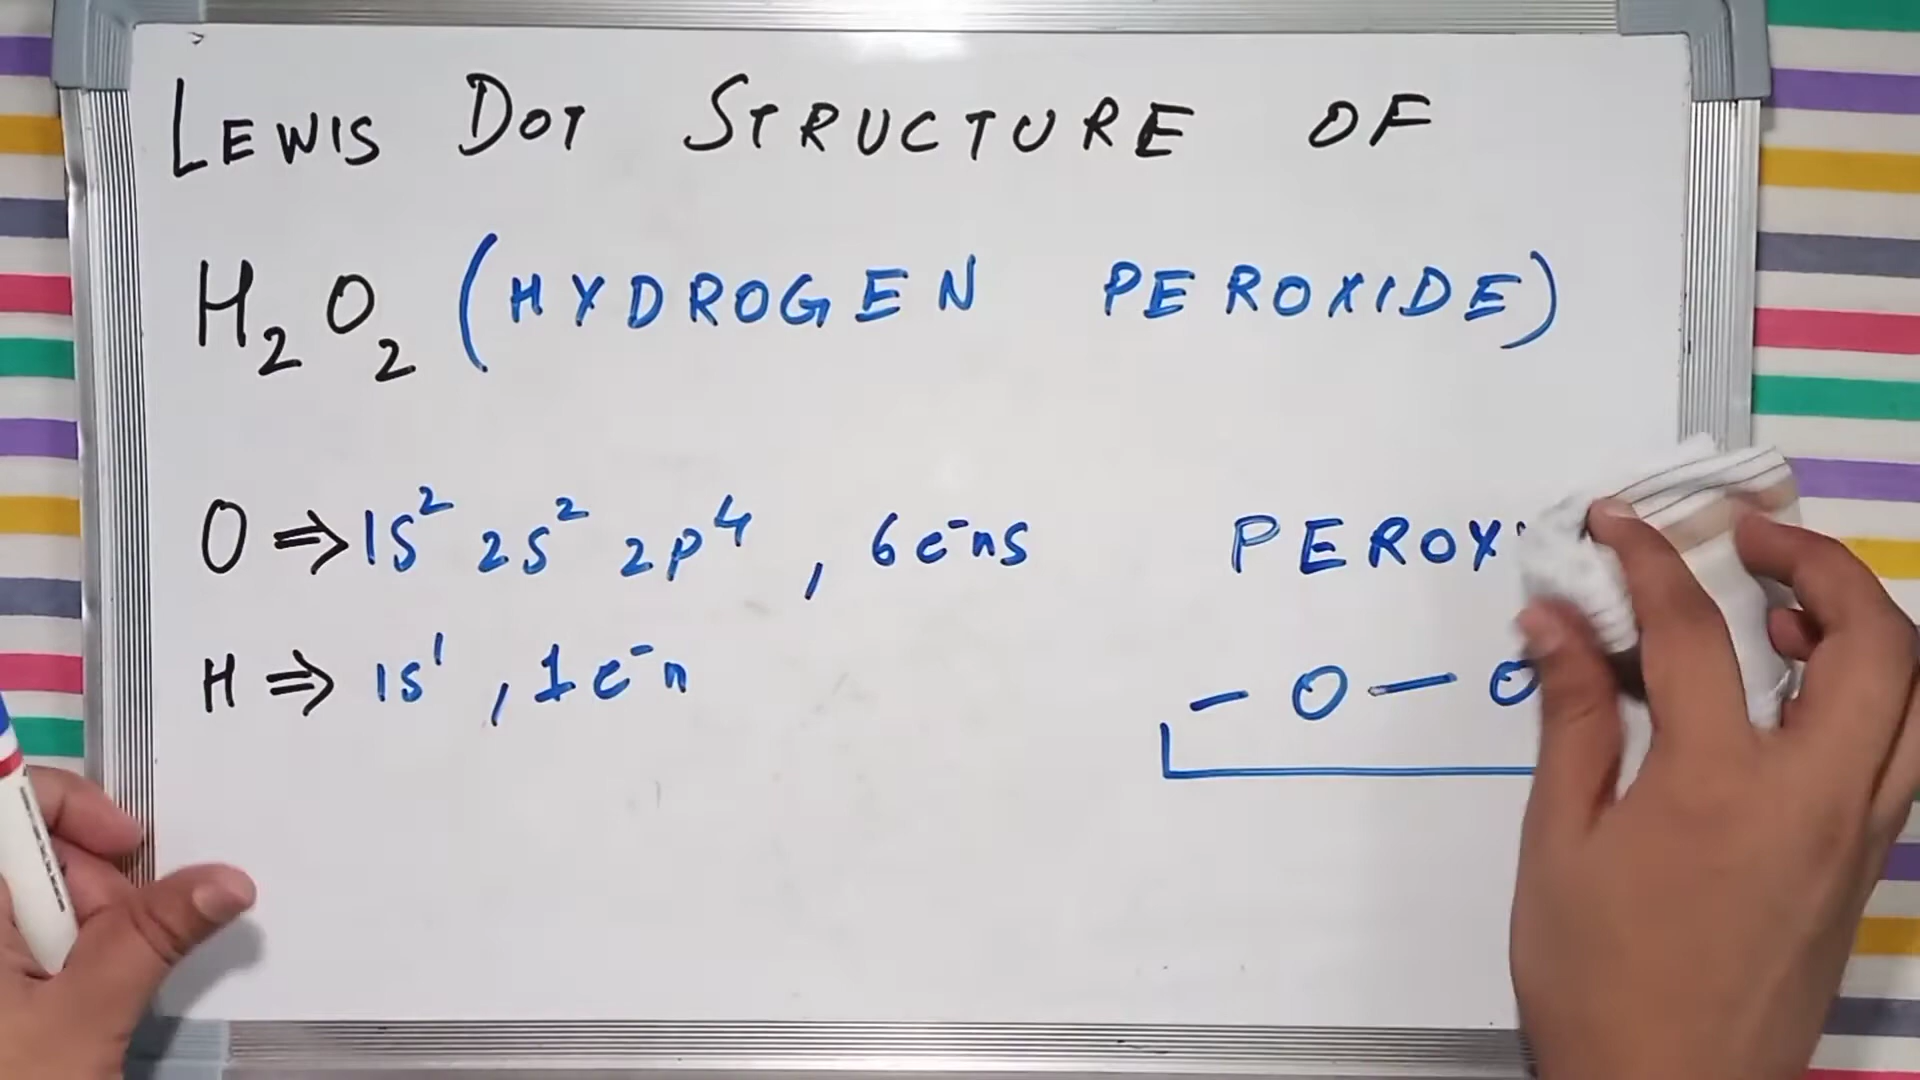 LEWIS DOT STRUCTURE OF
H₂O₂ (HYDROGEN PEROXIDE)
O ⇒ 1s² 2s² 2p⁴ , 6e⁻ns
PEROX
H ⇒ 1s¹ , 1e⁻n
– O – O